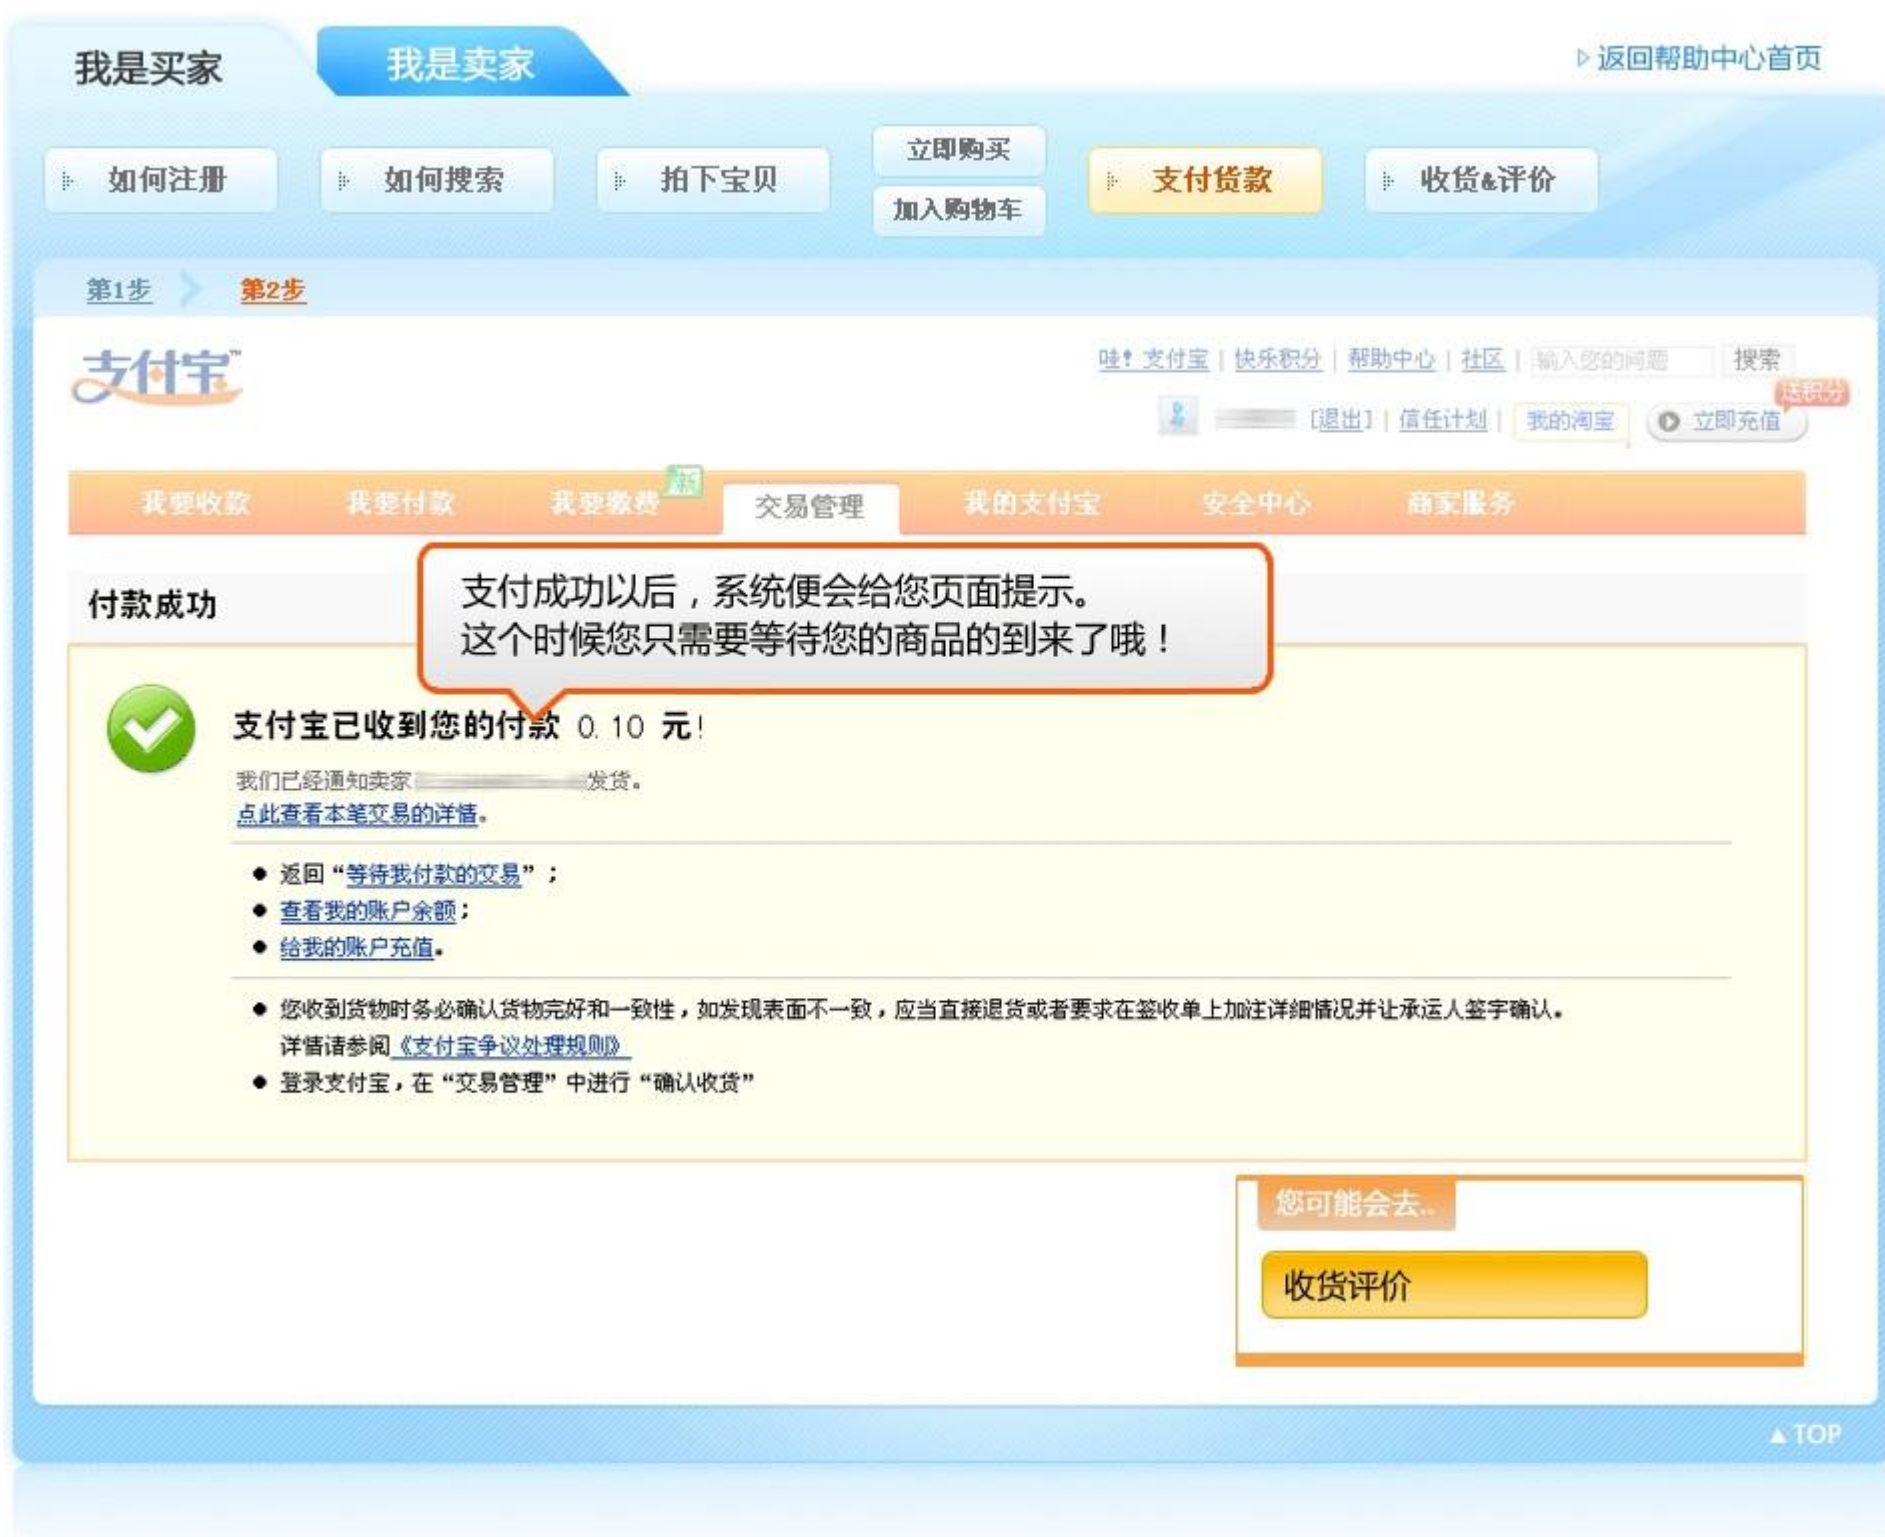 我是买家
我是卖家
返回帮助中心首页
如何注册
如何搜索
拍下宝贝
立即购买
加入购物车
支付货款
收货&评价
第1步
第2步
支付宝™
哇！支付宝 | 快乐积分 | 帮助中心 | 社区 | 输入您的问题 搜索
送积分
[退出] | 信任计划 | 我的淘宝 立即充值
我要收款 我要付款 我要缴费 新 交易管理 我的支付宝 安全中心 商家服务
支付成功以后，系统便会给您页面提示。
这个时候您只需要等待您的商品的到来了哦！
付款成功
支付宝已收到您的付款 0.10 元！
我们已经通知卖家 发货。
点此查看本笔交易的详情。
● 返回“等待我付款的交易”；
● 查看我的账户余额；
● 给我的账户充值。
● 您收到货物时务必确认货物完好和一致性，如发现表面不一致，应当直接退货或者要求在签收单上加注详细情况并让承运人签字确认。
详情请参阅《支付宝争议处理规则》
● 登录支付宝，在“交易管理”中进行“确认收货”
您可能会去..
收货评价
▲TOP